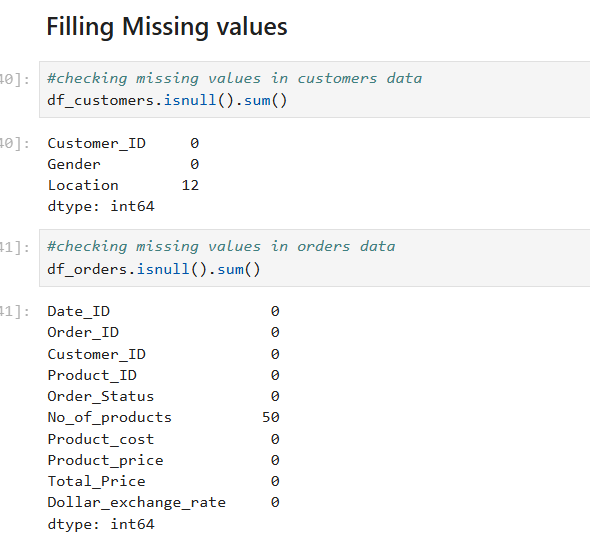 Filling Missing values
40]:
#checking missing values in customers data
df_customers.isnull().sum()
40]:
Customer_ID 0
Gender 0
Location 12
dtype: int64
41]:
#checking missing values in orders data
df_orders.isnull().sum()
41]:
Date_ID 0
Order_ID 0
Customer_ID 0
Product_ID 0
Order_Status 0
No_of_products 50
Product_cost 0
Product_price 0
Total_Price 0
Dollar_exchange_rate 0
dtype: int64